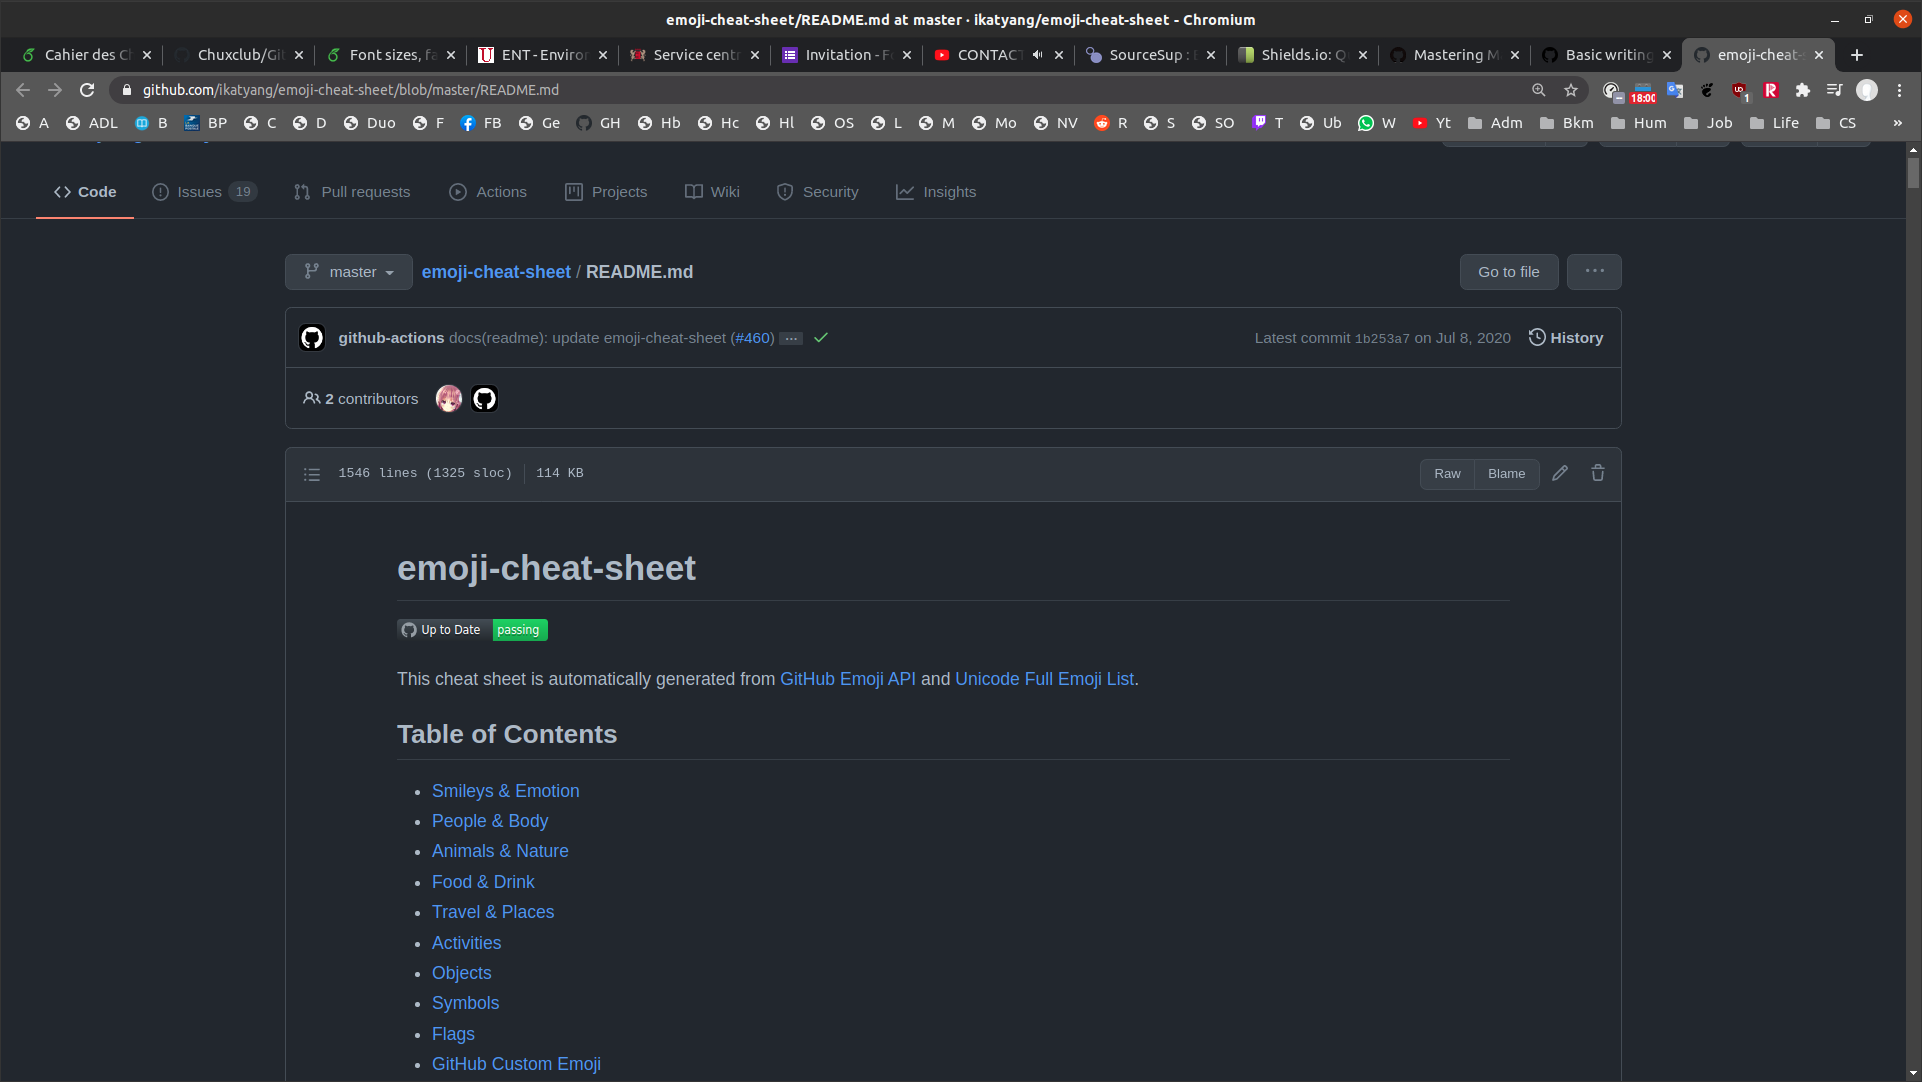 emoji-cheat-sheet/README.md at master · ikatyang/emoji-cheat-sheet - Chromium
Cahier des Ch
Chuxclub/Git
Font sizes, fa
ENT - Environ
Service centr
Invitation - Fo
CONTACT
SourceSup :
Shields.io: Qu
Mastering M
Basic writing
emoji-cheat-
github.com/ikatyang/emoji-cheat-sheet/blob/master/README.md
18:00
1
A ADL B BP C D Duo F FB Ge GH Hb Hc Hl OS L M Mo NV R S SO T Ub W Yt Adm Bkm Hum Job Life CS »
Code
Issues 19
Pull requests
Actions
Projects
Wiki
Security
Insights
master
emoji-cheat-sheet / README.md
Go to file
...
github-actions docs(readme): update emoji-cheat-sheet (#460) ...
Latest commit 1b253a7 on Jul 8, 2020
History
2 contributors
1546 lines (1325 sloc)
114 KB
Raw
Blame
emoji-cheat-sheet
Up to Date passing
This cheat sheet is automatically generated from GitHub Emoji API and Unicode Full Emoji List.
Table of Contents
• Smileys & Emotion
• People & Body
• Animals & Nature
• Food & Drink
• Travel & Places
• Activities
• Objects
• Symbols
• Flags
• GitHub Custom Emoji